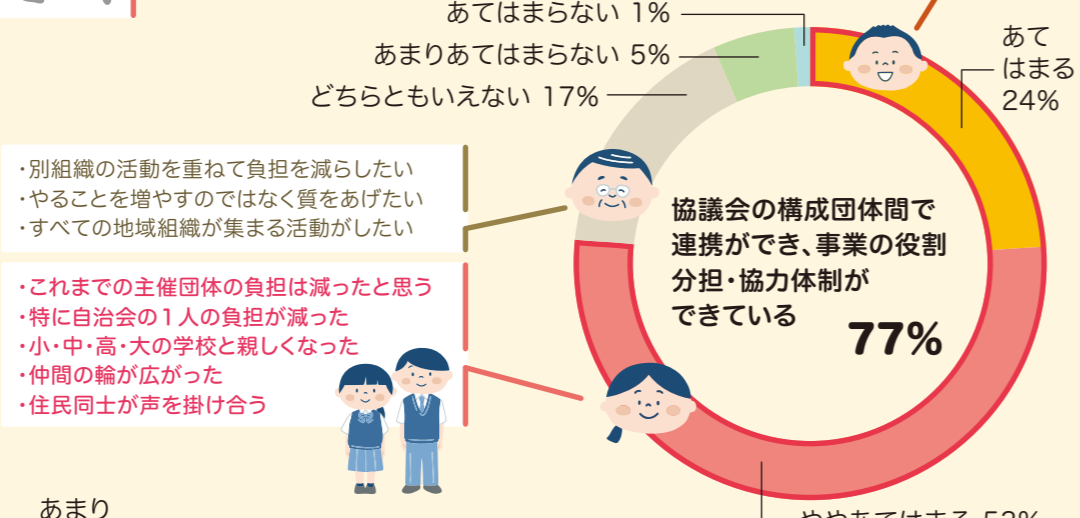 あてはまらない 1%
あまりあてはまらない 5%
どちらともいえない 17%
あて
はまる
24%
・別組織の活動を重ねて負担を減らしたい
・やることを増やすのではなく質をあげたい
・すべての地域組織が集まる活動がしたい
・これまでの主催団体の負担は減ったと思う
・特に自治会の1人の負担が減った
・小・中・高・大の学校と親しくなった
・仲間の輪が広がった
・住民同士が声を掛け合う
協議会の構成団体間で
連携ができ、事業の役割
分担・協力体制が
できている
77%
ややあてはまる 53%
あまり